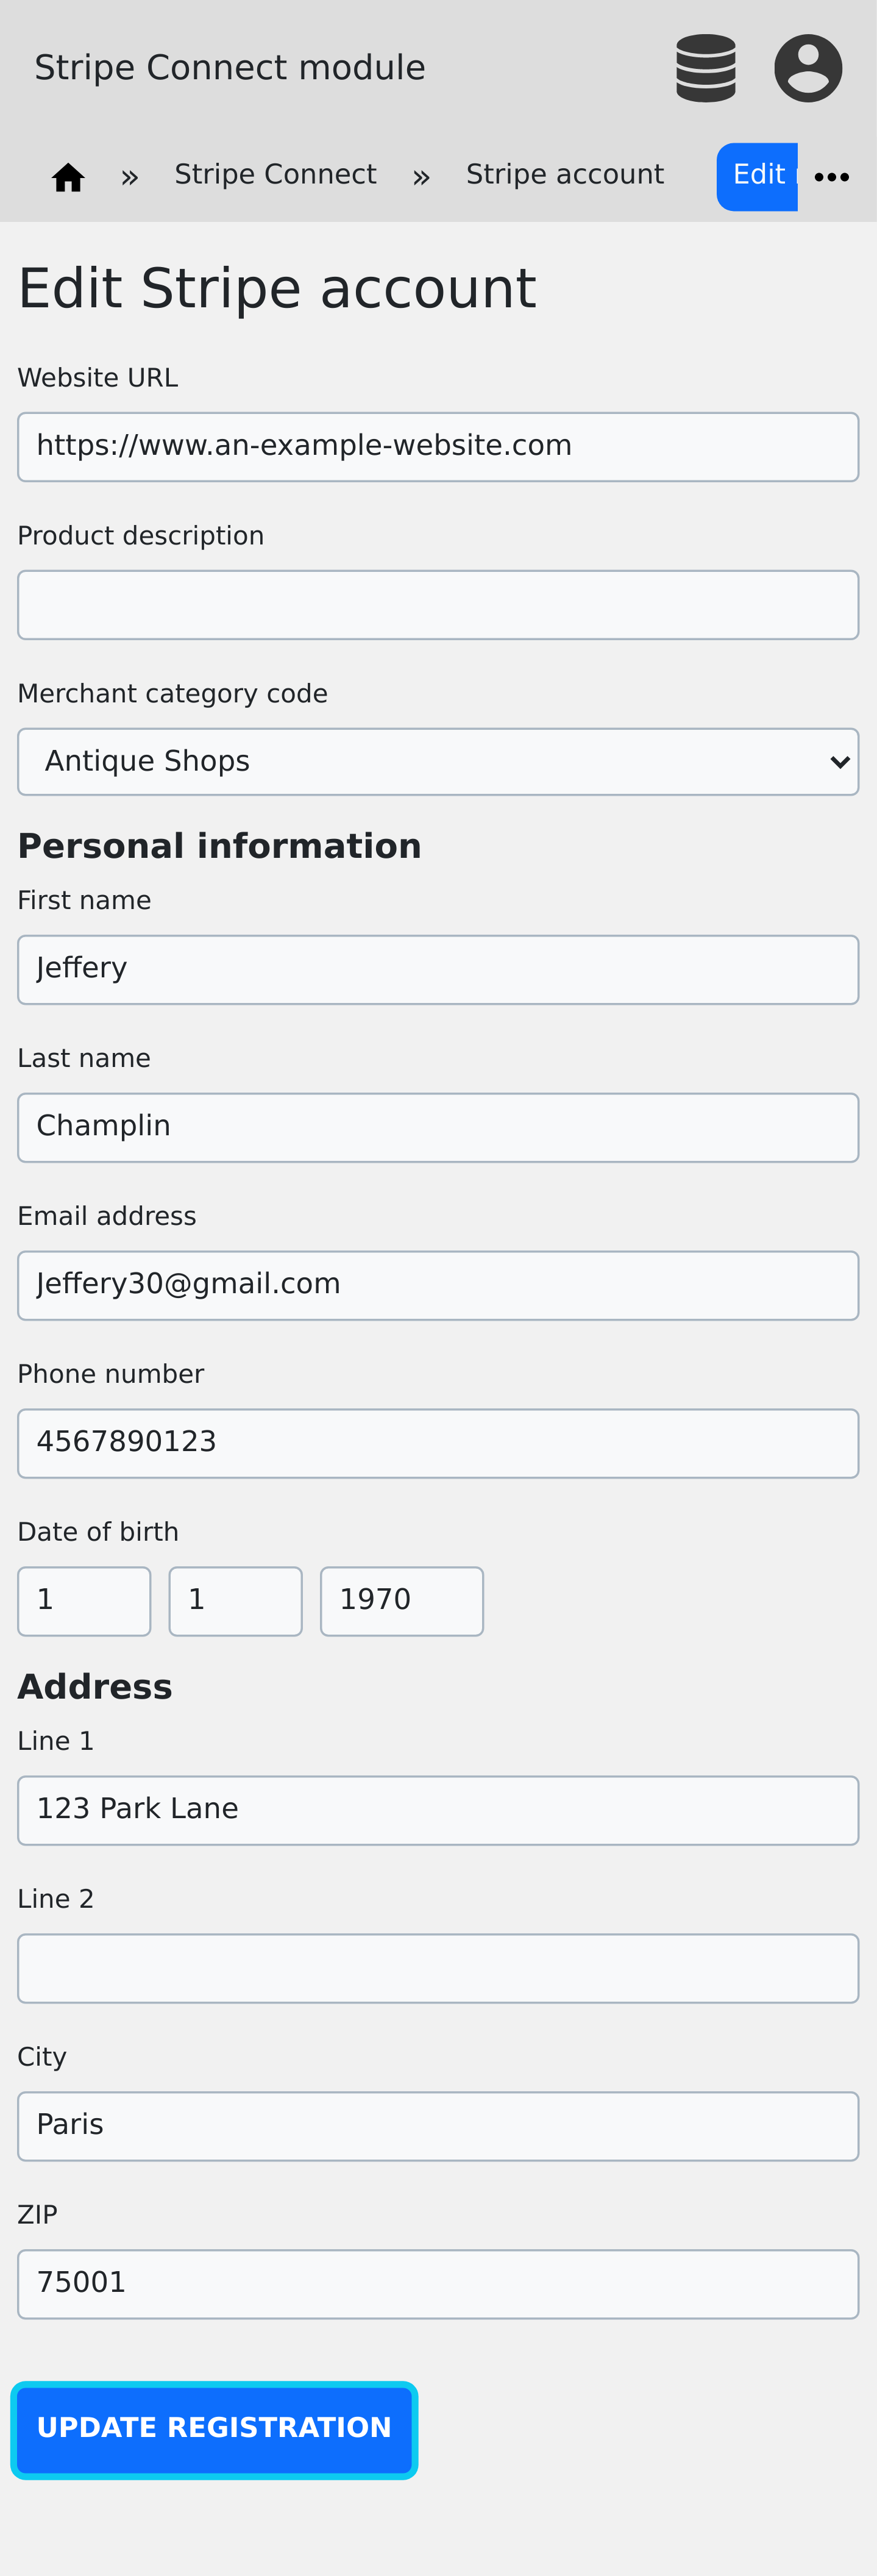 Stripe Connect module
» Stripe Connect » Stripe account Edit
Edit Stripe account
Website URL
https://www.an-example-website.com
Product description
Merchant category code
Antique Shops
Personal information
First name
Jeffery
Last name
Champlin
Email address
Jeffery30@gmail.com
Phone number
4567890123
Date of birth
1 1 1970
Address
Line 1
123 Park Lane
Line 2
City
Paris
ZIP
75001
UPDATE REGISTRATION